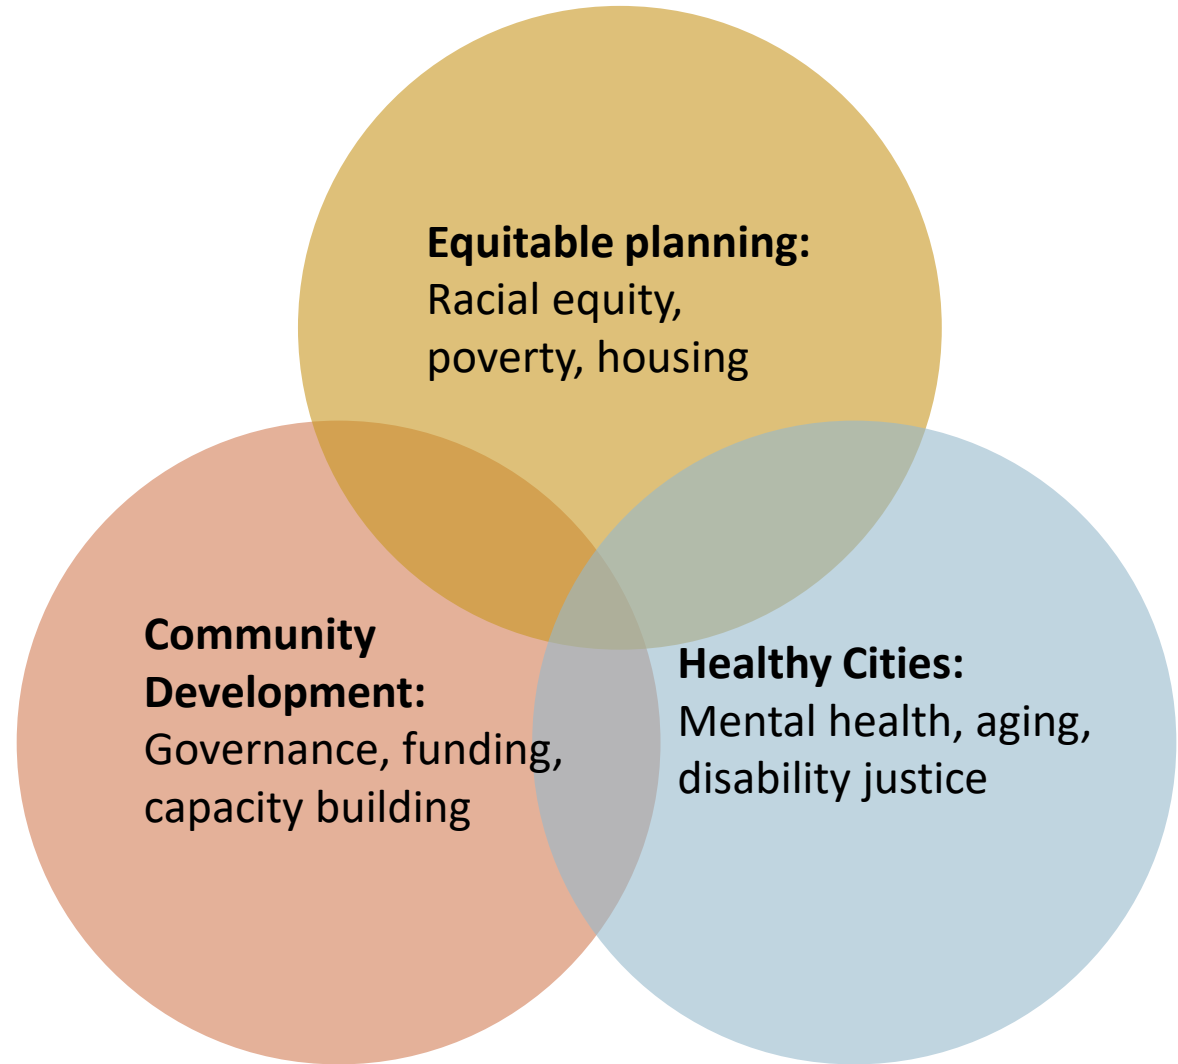 Equitable planning:
Racial equity,
poverty, housing
Community
Development:
Governance, funding,
capacity building
Healthy Cities:
Mental health, aging,
disability justice